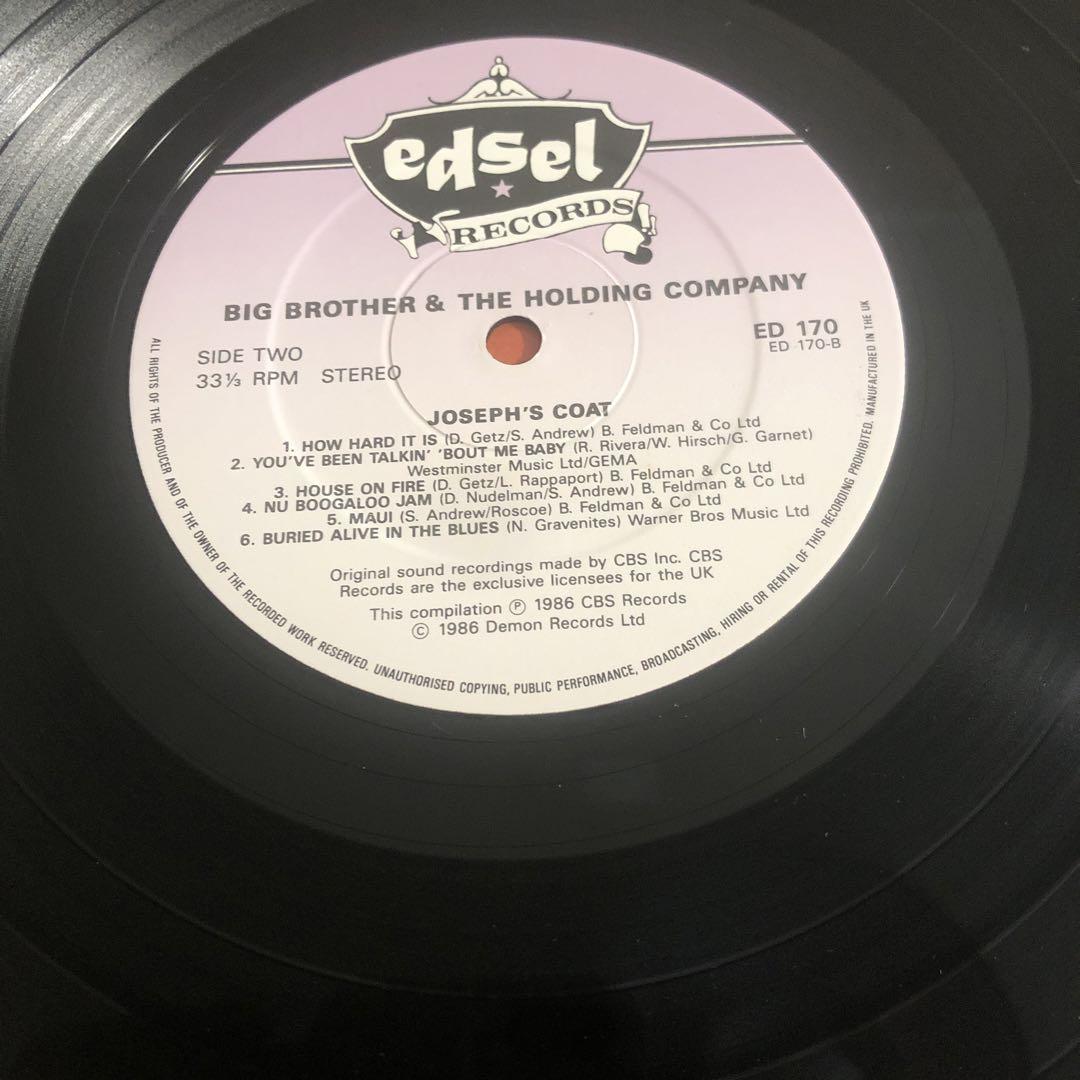 edsel
RECORDS
BIG BROTHER & THE HOLDING COMPANY
SIDE TWO
33⅓ RPM STEREO
ED 170
ED 170-B
JOSEPH'S COAT
1. HOW HARD IT IS (D. Getz/S. Andrew) B. Feldman & Co Ltd
2. YOU'VE BEEN TALKIN' 'BOUT ME BABY (R. Rivera/W. Hirsch/G. Garnet)
Westminster Music Ltd/GEMA
3. HOUSE ON FIRE (D. Getz/L. Rappaport) B. Feldman & Co Ltd
4. NU BOOGALOO JAM (D. Nudelman/S. Andrew) B. Feldman & Co Ltd
5. MAUI (S. Andrew/Roscoe) B. Feldman & Co Ltd
6. BURIED ALIVE IN THE BLUES (N. Gravenites) Warner Bros Music Ltd
Original sound recordings made by CBS Inc. CBS
Records are the exclusive licensees for the UK
This compilation ℗ 1986 CBS Records
© 1986 Demon Records Ltd
ALL RIGHTS OF THE PRODUCER AND OF THE OWNER OF THE RECORDED WORK RESERVED. UNAUTHORISED COPYING, PUBLIC PERFORMANCE, BROADCASTING, HIRING OR RENTAL OF THIS RECORDING PROHIBITED. MANUFACTURED IN THE UK